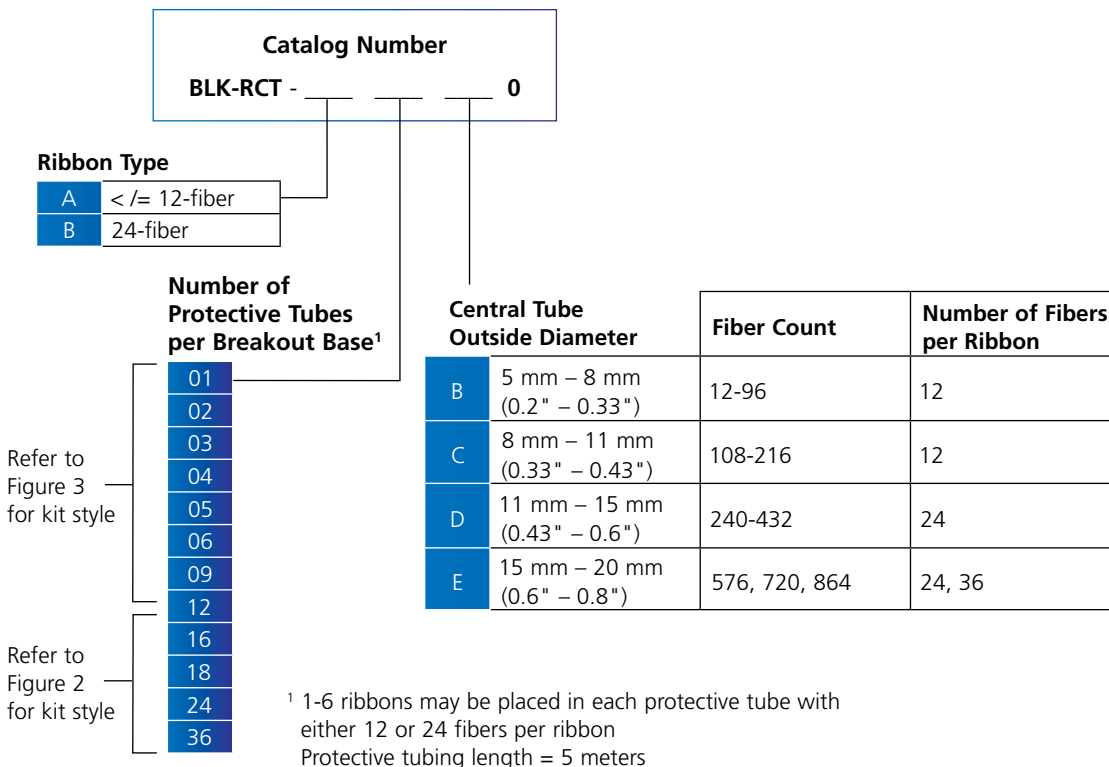 Catalog Number
BLK-RCT - ____ ____ ____ 0
Ribbon Type
A < /= 12-fiber
B 24-fiber
Number of
Protective Tubes
per Breakout Base¹
01
02
03
04
05
06
09
12
16
18
24
36
Refer to
Figure 3
for kit style
Refer to
Figure 2
for kit style
Central Tube
Outside Diameter
Fiber Count
Number of Fibers
per Ribbon
B 5 mm – 8 mm
(0.2" – 0.33")
12-96
12
C 8 mm – 11 mm
(0.33" – 0.43")
108-216
12
D 11 mm – 15 mm
(0.43" – 0.6")
240-432
24
E 15 mm – 20 mm
(0.6" – 0.8")
576, 720, 864
24, 36
¹ 1-6 ribbons may be placed in each protective tube with
either 12 or 24 fibers per ribbon
Protective tubing length = 5 meters